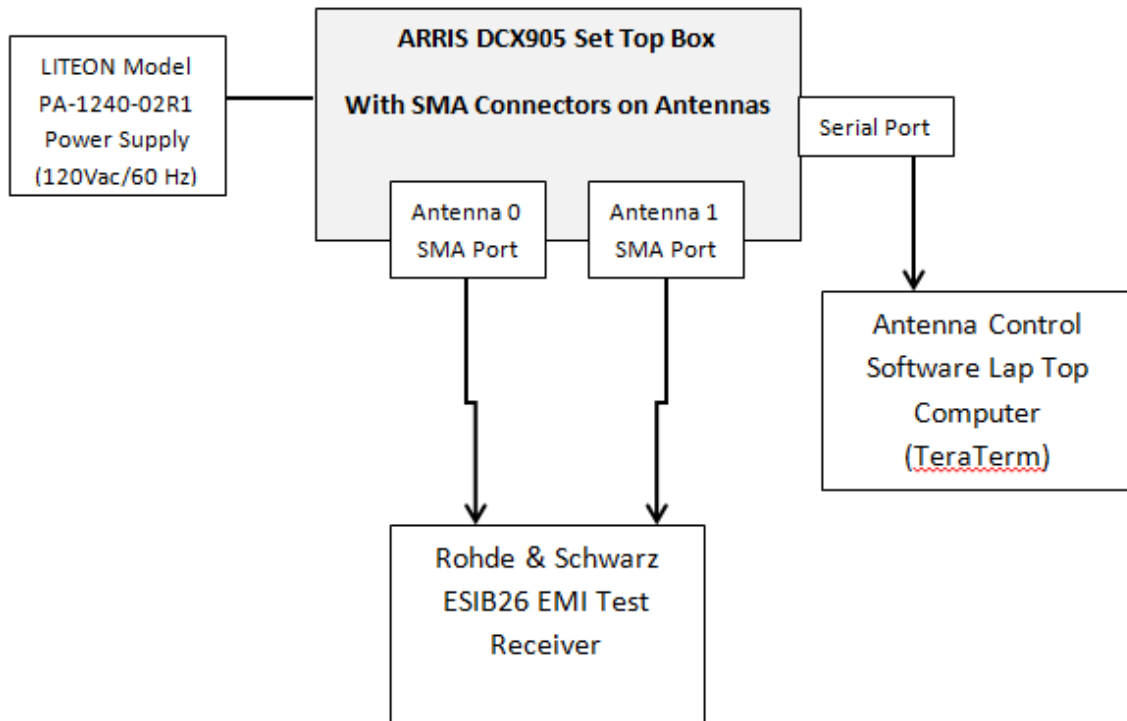 ARRIS DCX905 Set Top Box
With SMA Connectors on Antennas
LITEON Model
PA-1240-02R1
Power Supply
(120Vac/60 Hz)
Serial Port
Antenna 0
SMA Port
Antenna 1
SMA Port
Antenna Control
Software Lap Top
Computer
(TeraTerm)
Rohde & Schwarz
ESIB26 EMI Test
Receiver